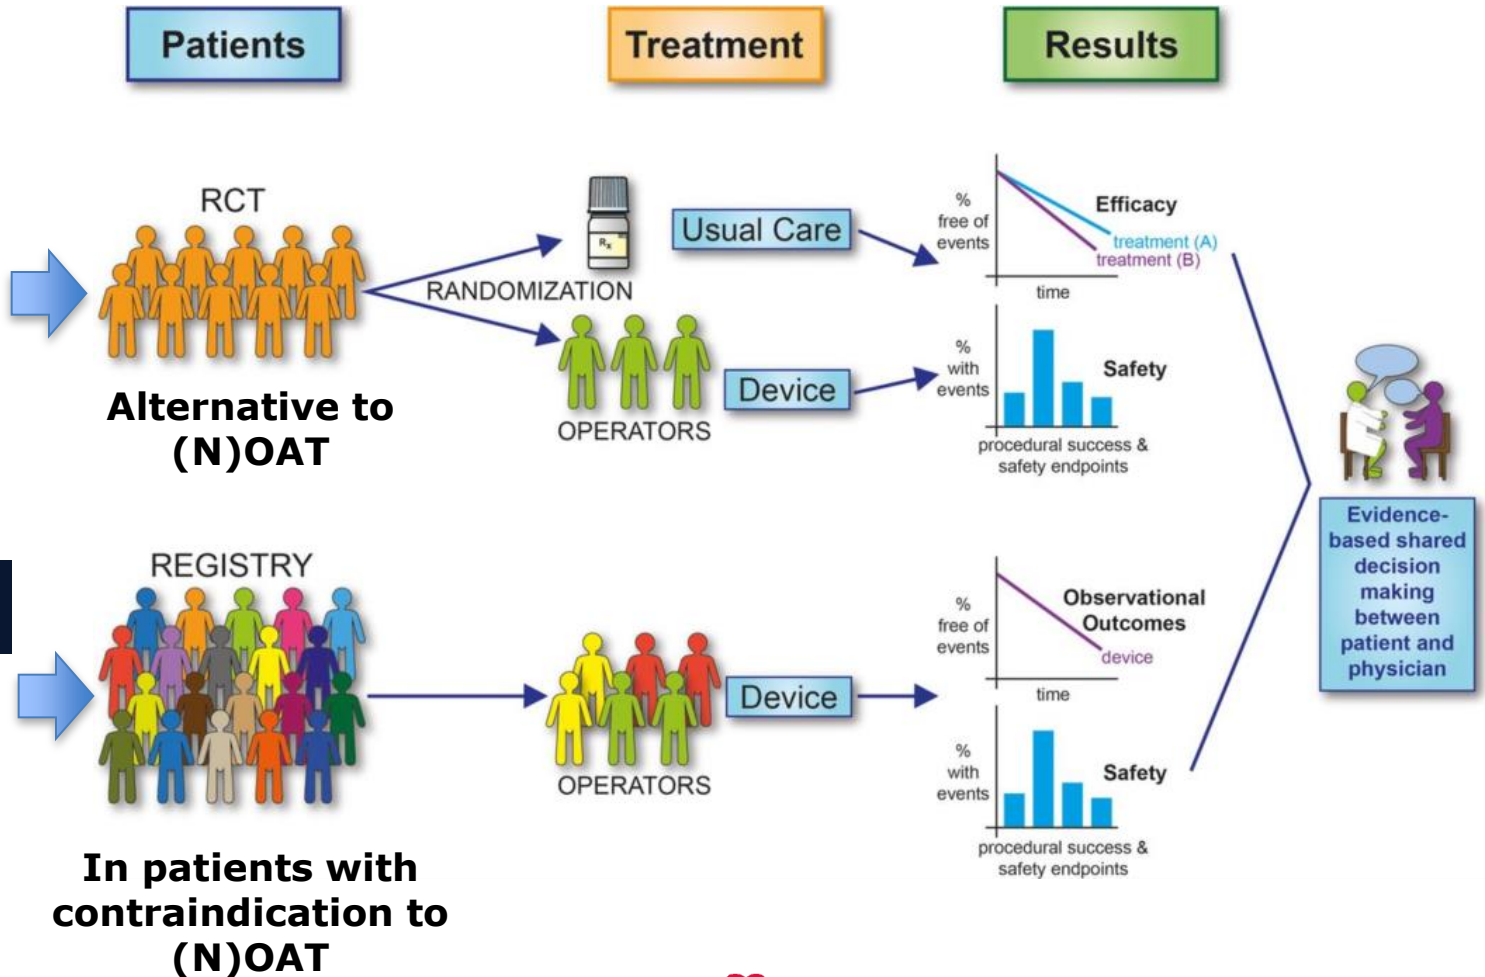 Patients
Treatment
Results
RCT
RANDOMIZATION
Rx
Usual Care
OPERATORS
Device
Alternative to
(N)OAT
%
free of
events
Efficacy
treatment (A)
treatment (B)
time
%
with
events
Safety
procedural success &
safety endpoints
REGISTRY
OPERATORS
Device
In patients with
contraindication to
(N)OAT
%
free of
events
Observational
Outcomes
device
time
%
with
events
Safety
procedural success &
safety endpoints
Evidence-
based shared
decision
making
between
patient and
physician